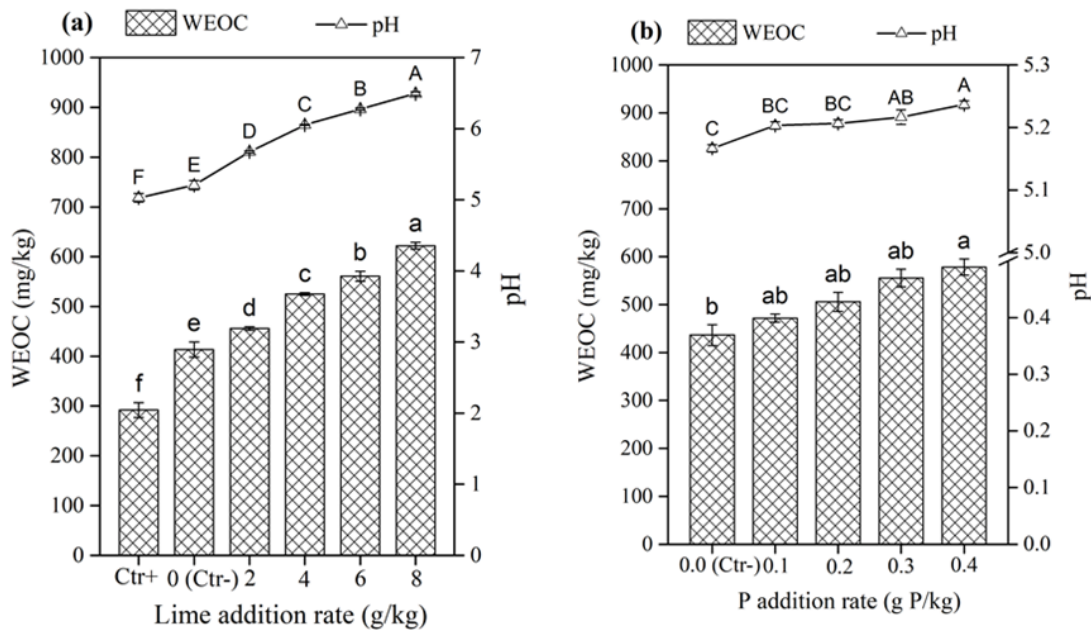 (a)
WEOC
pH
1000
900
800
700
600
500
400
300
200
100
0
WEOC (mg/kg)
7
6
5
4
3
2
1
0
pH
F
E
D
C
B
A
f
e
d
c
b
a
Ctr+
0 (Ctr-)
2
4
6
8
Lime addition rate (g/kg)
(b)
WEOC
pH
1000
900
800
700
600
500
400
300
200
100
0
WEOC (mg/kg)
5.3
5.2
5.1
5.0
0.4
0.3
0.2
0.1
0.0
pH
C
BC
BC
AB
A
b
ab
ab
ab
a
0.0 (Ctr-)
0.1
0.2
0.3
0.4
P addition rate (g P/kg)